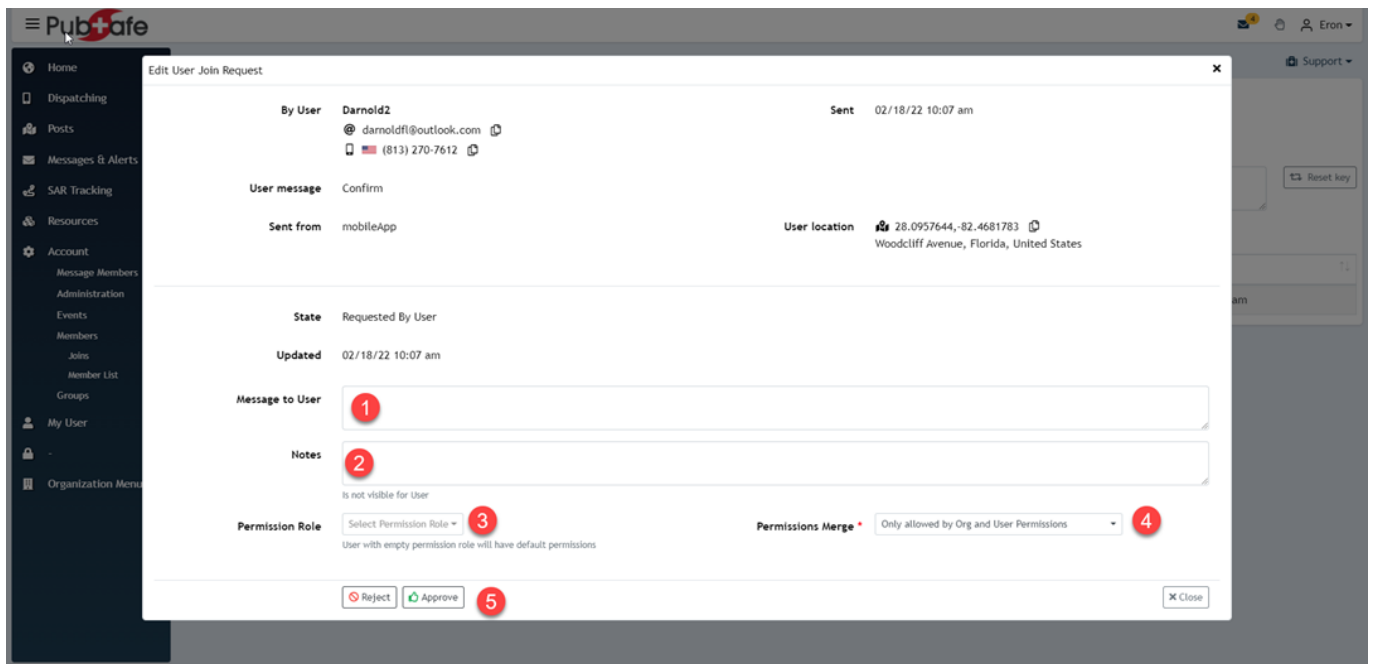 Pub+afe
4
Eron
Support
Home
Dispatching
Posts
Messages & Alerts
SAR Tracking
Resources
Account
Message Members
Administration
Events
Members
Joins
Member List
Groups
My User
-
Organization Menu
Reset key
am
Edit User Join Request
×
By User
Darnold2
@ darnoldfl@outlook.com
(813) 270-7612
Sent
02/18/22 10:07 am
User message
Confirm
Sent from
mobileApp
User location
28.0957644,-82.4681783
Woodcliff Avenue, Florida, United States
State
Requested By User
Updated
02/18/22 10:07 am
Message to User
1
Notes
2
Is not visible for User
Permission Role
Select Permission Role
3
User with empty permission role will have default permissions
Permissions Merge *
Only allowed by Org and User Permissions
4
Reject
Approve
5
× Close